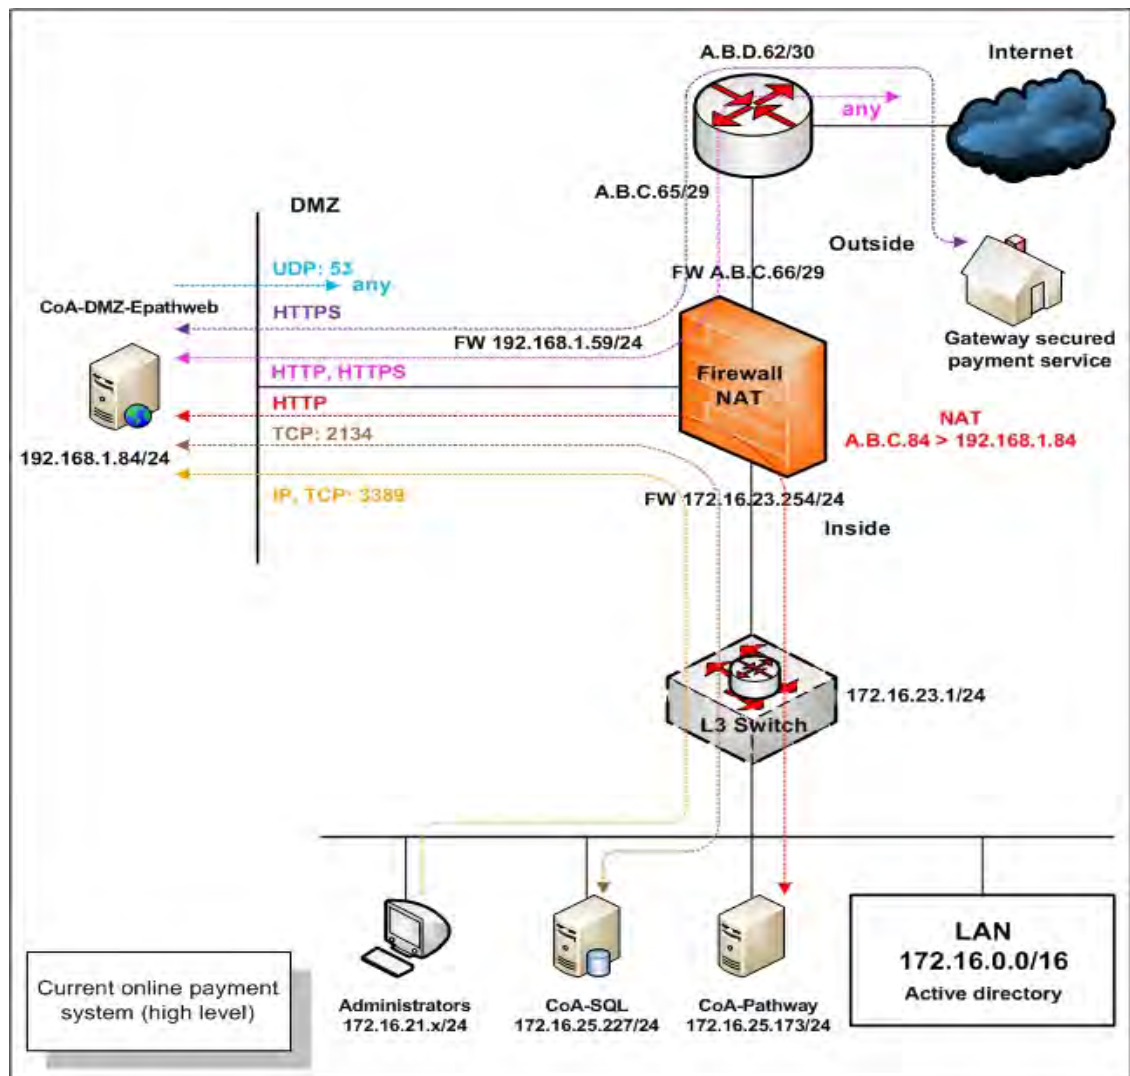 A.B.D.62/30
Internet
any
A.B.C.65/29
DMZ
Outside
UDP: 53
any
FW A.B.C.66/29
CoA-DMZ-Epathweb
HTTPS
FW 192.168.1.59/24
Gateway secured
payment service
HTTP, HTTPS
Firewall
NAT
HTTP
NAT
A.B.C.84 > 192.168.1.84
TCP: 2134
192.168.1.84/24
IP, TCP: 3389
FW 172.16.23.254/24
Inside
172.16.23.1/24
L3 Switch
LAN
172.16.0.0/16
Active directory
Current online payment
system (high level)
Administrators
172.16.21.x/24
CoA-SQL
172.16.25.227/24
CoA-Pathway
172.16.25.173/24